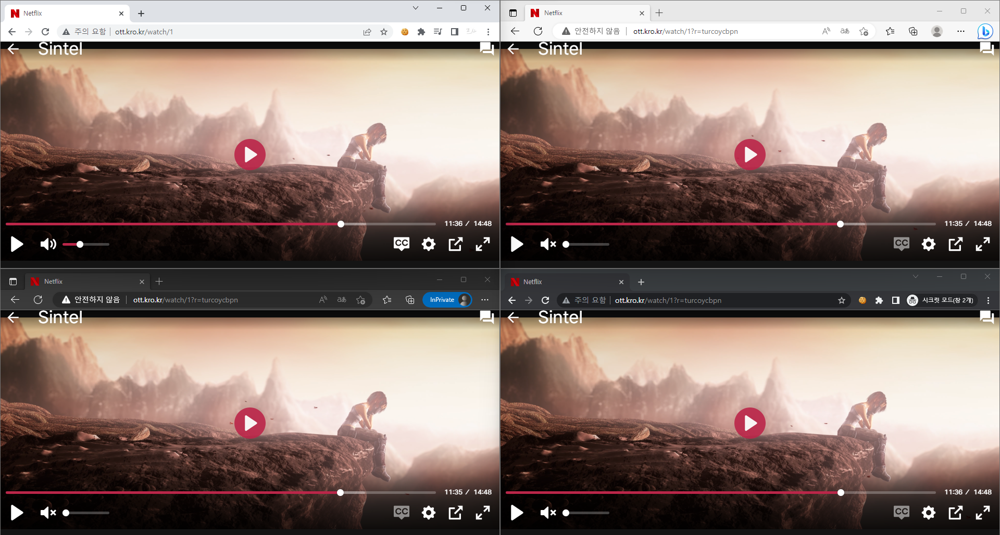 Netflix
주의 요함 ott.kro.kr/watch/1
Sintel
11:36 / 14:48
CC
Netflix
안전하지 않음 ott.kro.kr/watch/1?r=turcoycbpn
Sintel
11:35 / 14:48
CC
Netflix
안전하지 않음 ott.kro.kr/watch/1?r=turcoycbpn InPrivate
Sintel
11:35 / 14:48
CC
Netflix
주의 요함 ott.kro.kr/watch/1?r=turcoycbpn 시크릿 모드(창 2개)
Sintel
11:36 / 14:48
CC